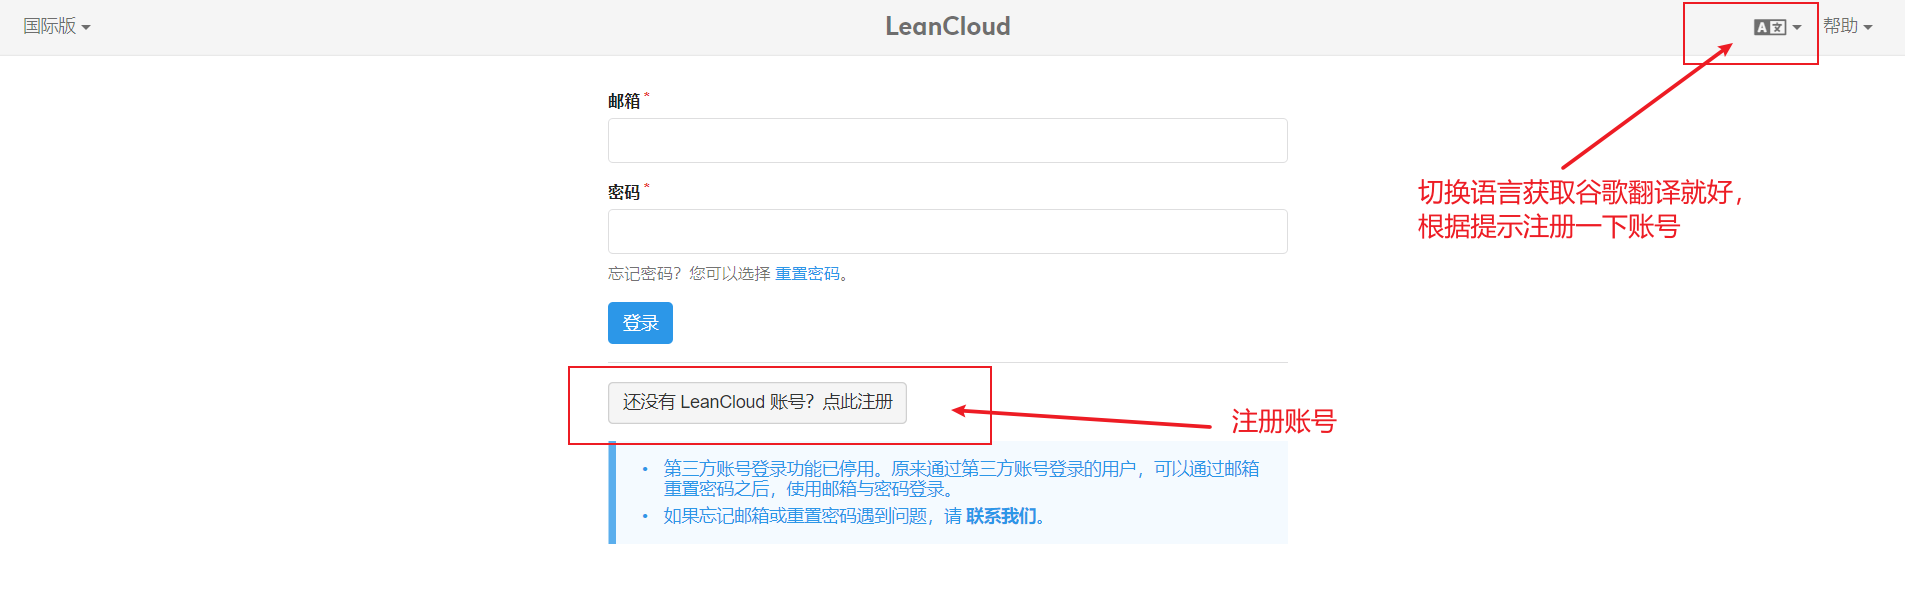 国际版
LeanCloud
A文
帮助
邮箱 *
密码 *
切换语言获取谷歌翻译就好，
根据提示注册一下账号
忘记密码？您可以选择 重置密码。
登录
还没有 LeanCloud 账号？点此注册
注册账号
• 第三方账号登录功能已停用。原来通过第三方账号登录的用户，可以通过邮箱
重置密码之后，使用邮箱与密码登录。
• 如果忘记邮箱或重置密码遇到问题，请 联系我们。